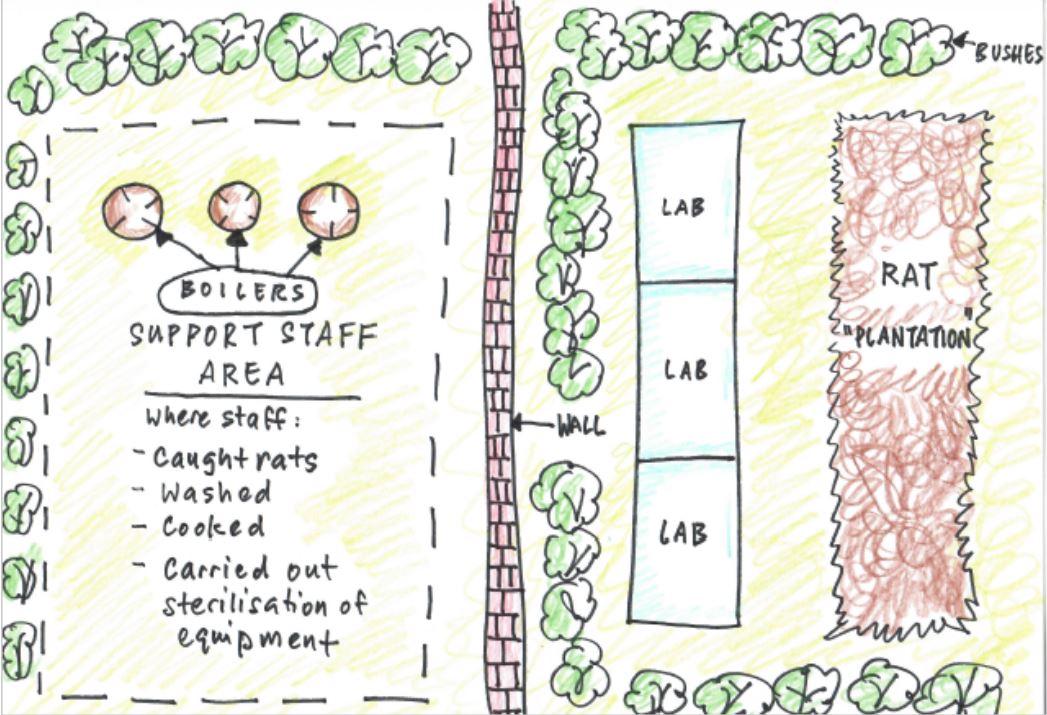 BOILERS
SUPPORT STAFF
AREA
Where staff:
- Caught rats
- Washed
- Cooked
- Carried out
sterilisation of
equipment
WALL
LAB
LAB
LAB
BUSHES
RAT
"PLANTATION"